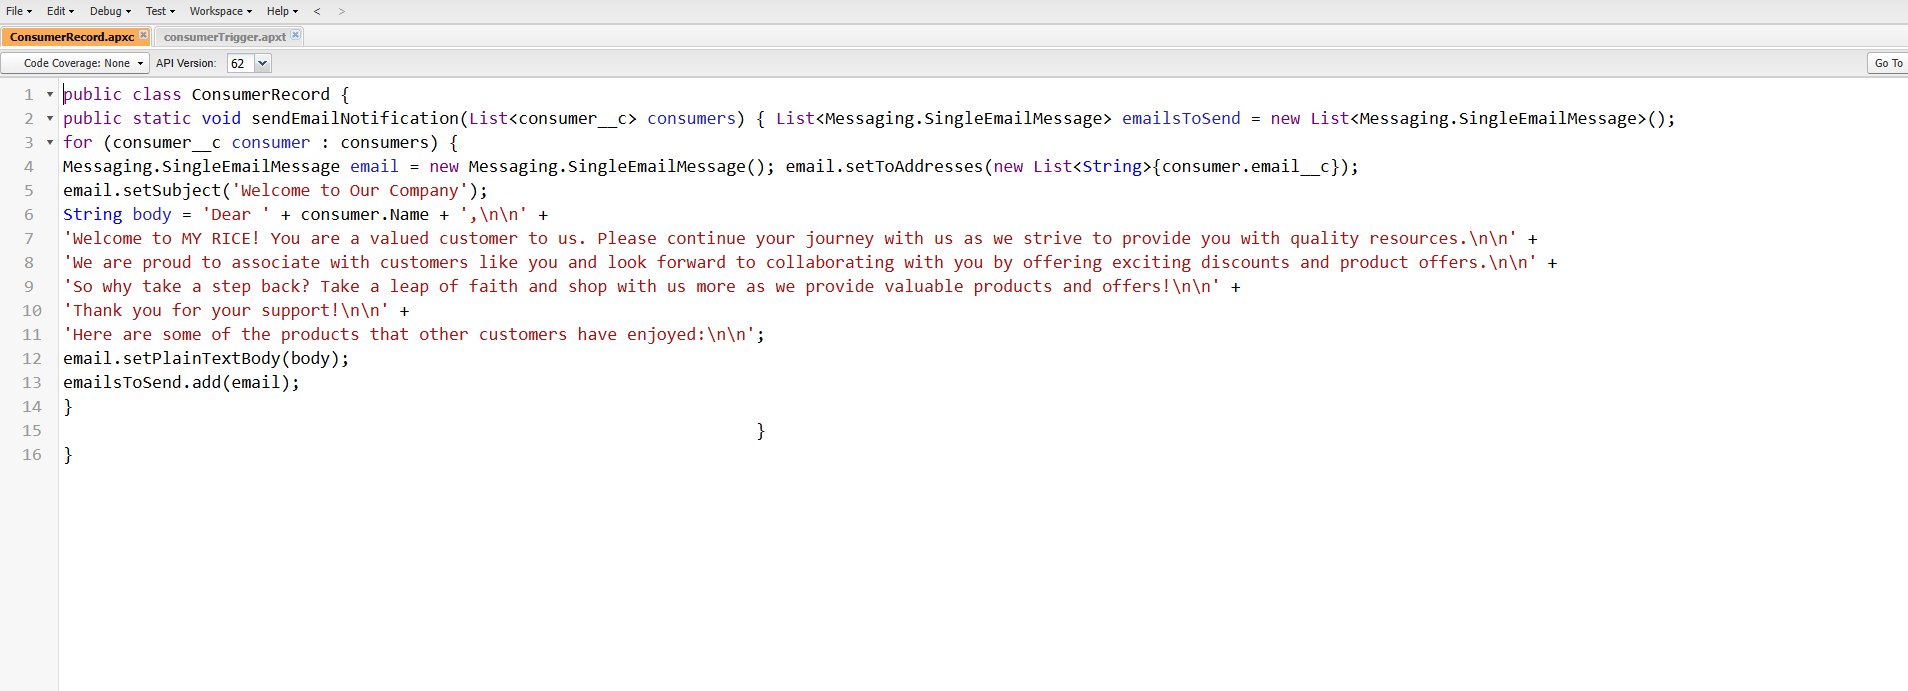 File Edit Debug Test Workspace Help < >
ConsumerRecord.apxc consumerTrigger.apxt
Code Coverage: None API Version: 62 Go To
1 public class ConsumerRecord {
2 public static void sendEmailNotification(List<consumer__c> consumers) { List<Messaging.SingleEmailMessage> emailsToSend = new List<Messaging.SingleEmailMessage>();
3 for (consumer__c consumer : consumers) {
4 Messaging.SingleEmailMessage email = new Messaging.SingleEmailMessage(); email.setToAddresses(new List<String>{consumer.email__c});
5 email.setSubject('Welcome to Our Company');
6 String body = 'Dear ' + consumer.Name + ',\n\n' +
7 'Welcome to MY RICE! You are a valued customer to us. Please continue your journey with us as we strive to provide you with quality resources.\n\n' +
8 'We are proud to associate with customers like you and look forward to collaborating with you by offering exciting discounts and product offers.\n\n' +
9 'So why take a step back? Take a leap of faith and shop with us more as we provide valuable products and offers!\n\n' +
10 'Thank you for your support!\n\n' +
11 'Here are some of the products that other customers have enjoyed:\n\n';
12 email.setPlainTextBody(body);
13 emailsToSend.add(email);
14 }
15 }
16 }